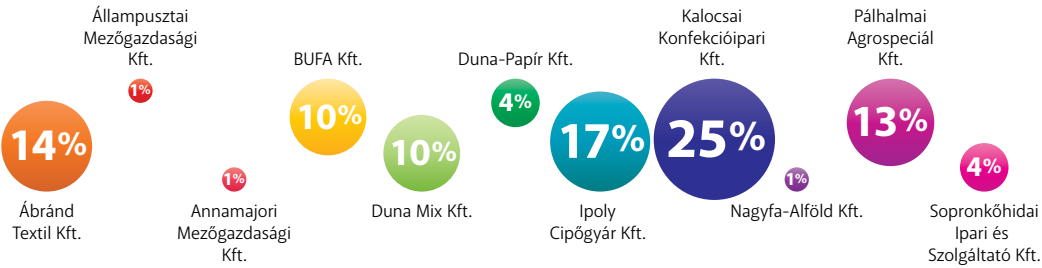 Állampusztai
Mezőgazdasági
Kft.
1%
BUFA Kft.
10%
Duna-Papír Kft.
4%
Kalocsai
Konfekcióipari
Kft.
25%
Pálhalmai
Agrospeciál
Kft.
13%
14%
Ábránd
Textil Kft.
1%
Annamajori
Mezőgazdasági
Kft.
10%
Duna Mix Kft.
17%
Ipoly
Cipőgyár Kft.
1%
Nagyfa-Alföld Kft.
4%
Sopronkőhidai
Ipari és
Szolgáltató Kft.